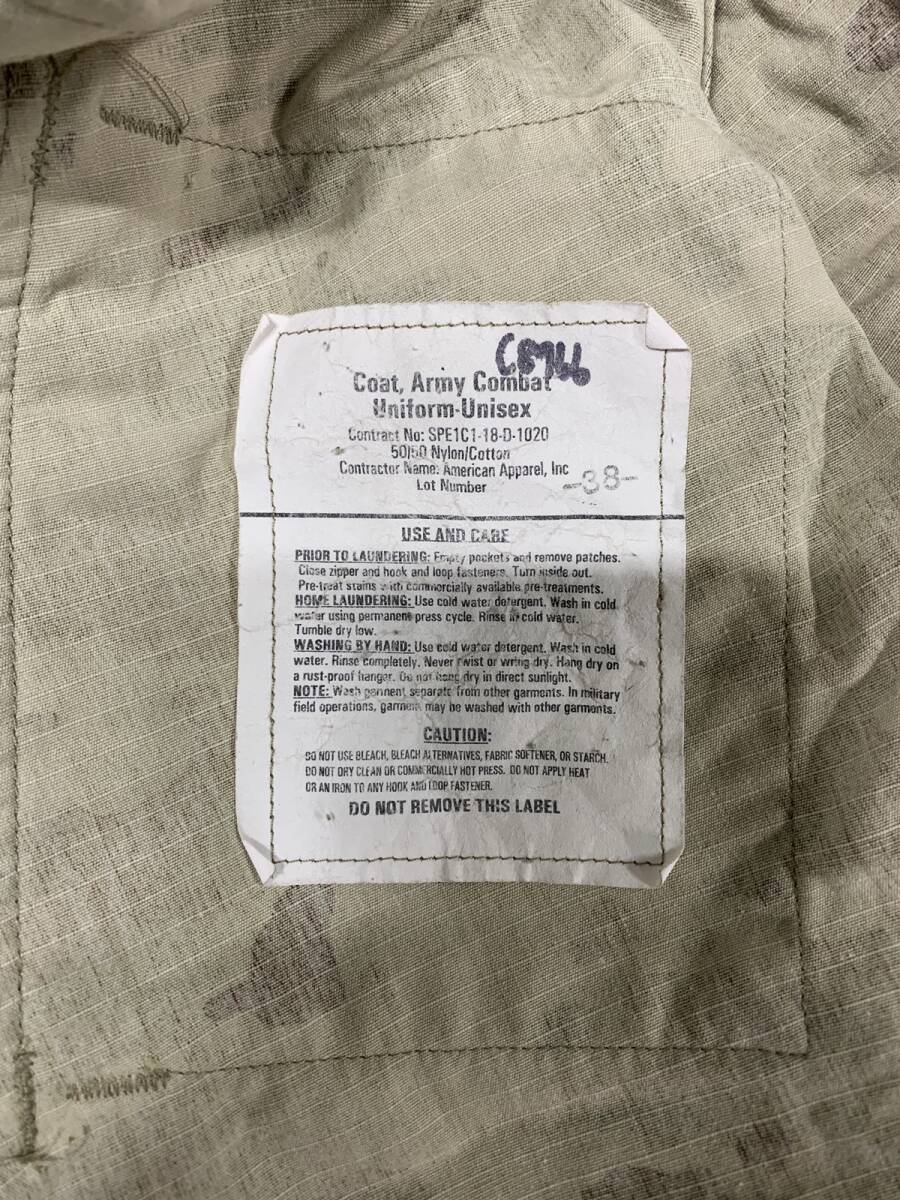 Coat, Army Combat
Uniform-Unisex
Contract No: SPE1C1-18-D-1020
50/50 Nylon/Cotton
Contractor Name: American Apparel, Inc
Lot Number -38-
USE AND CARE
PRIOR TO LAUNDERING: Empty pockets and remove patches.
Close zipper and hook and loop fasteners. Turn inside out.
Pre-treat stains with commercially available pre-treatments.
HOME LAUNDERING: Use cold water detergent. Wash in cold
water using permanent press cycle. Rinse in cold water.
Tumble dry low.
WASHING BY HAND: Use cold water detergent. Wash in cold
water. Rinse completely. Never twist or wring dry. Hang dry on
a rust-proof hanger. Do not hang dry in direct sunlight.
NOTE: Wash garment separate from other garments. In military
field operations, garment may be washed with other garments.
CAUTION:
DO NOT USE BLEACH, BLEACH ALTERNATIVES, FABRIC SOFTENER, OR STARCH.
DO NOT DRY CLEAN OR COMMERCIALLY HOT PRESS. DO NOT APPLY HEAT
OR AN IRON TO ANY HOOK AND LOOP FASTENER.
DO NOT REMOVE THIS LABEL